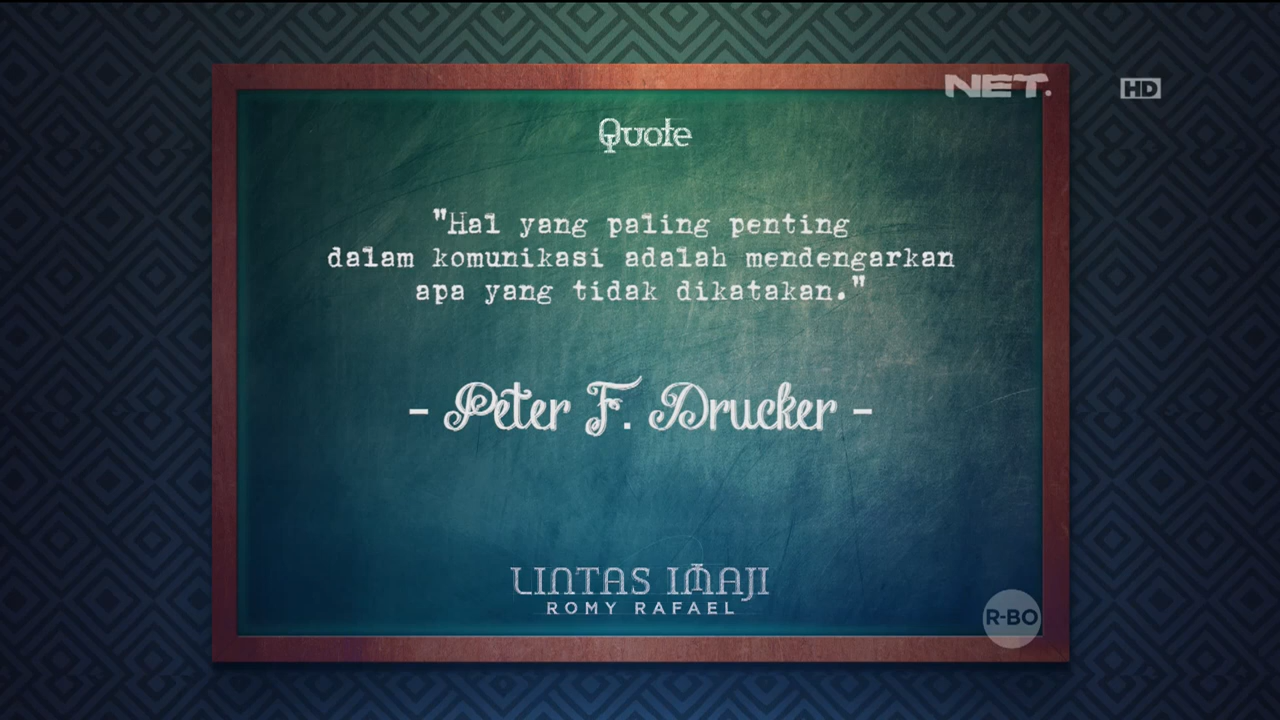 NET.
HD
Quote
"Hal yang paling penting
dalam komunikasi adalah mendengarkan
apa yang tidak dikatakan."
- Peter F. Drucker -
LINTAS IMAJI
ROMY RAFAEL
R-BO